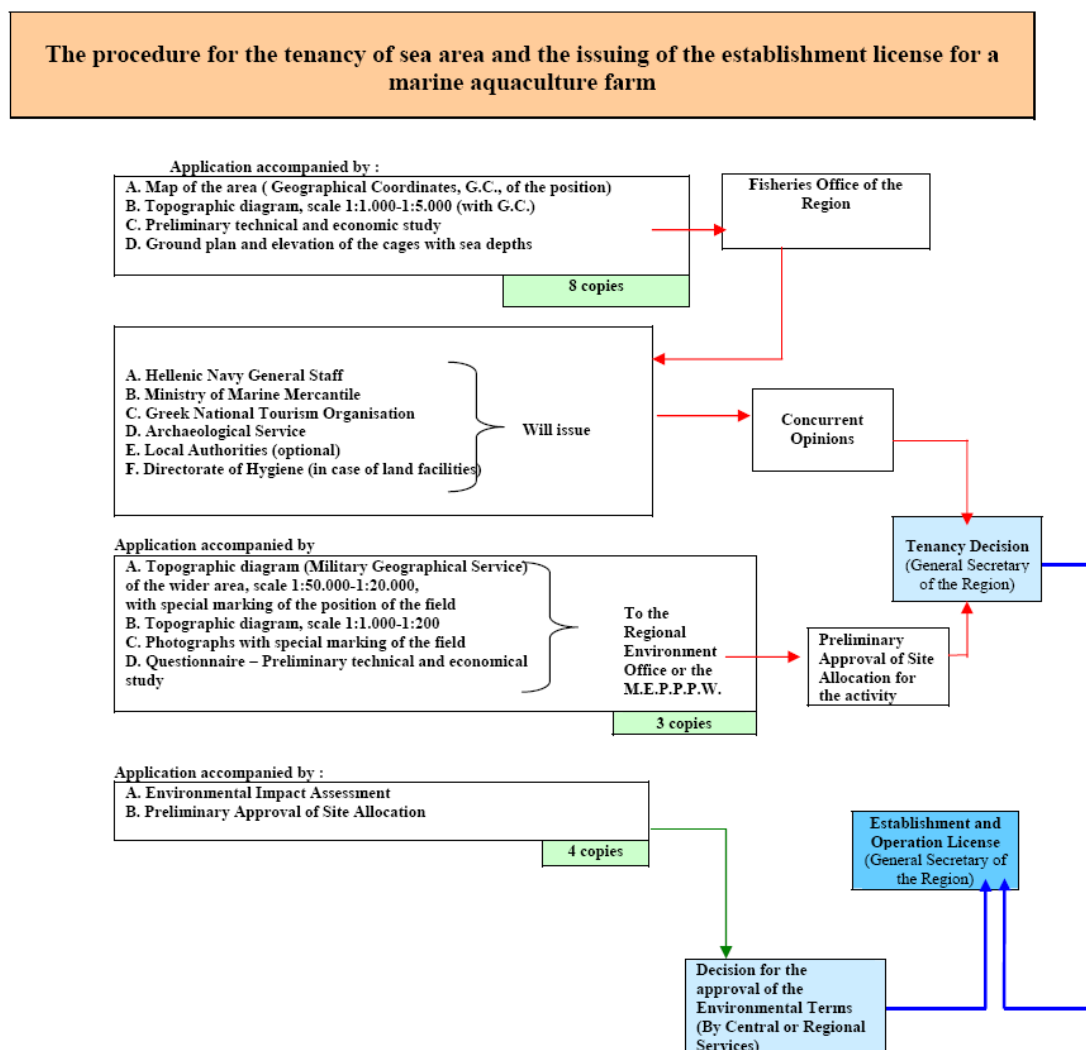 The procedure for the tenancy of sea area and the issuing of the establishment license for a
marine aquaculture farm
Application accompanied by :
A. Map of the area ( Geographical Coordinates, G.C., of the position)
B. Topographic diagram, scale 1:1.000-1:5.000 (with G.C.)
C. Preliminary technical and economic study
D. Ground plan and elevation of the cages with sea depths
8 copies
Fisheries Office of the
Region
A. Hellenic Navy General Staff
B. Ministry of Marine Mercantile
C. Greek National Tourism Organisation
D. Archaeological Service
E. Local Authorities (optional)
F. Directorate of Hygiene (in case of land facilities)
Will issue
Concurrent
Opinions
Tenancy Decision
(General Secretary
of the Region)
Application accompanied by
A. Topographic diagram (Military Geographical Service)
of the wider area, scale 1:50.000-1:20.000,
with special marking of the position of the field
B. Topographic diagram, scale 1:1.000-1:200
C. Photographs with special marking of the field
D. Questionnaire – Preliminary technical and economical
study
To the
Regional
Environment
Office or the
M.E.P.P.P.W.
3 copies
Preliminary
Approval of Site
Allocation for
the activity
Application accompanied by :
A. Environmental Impact Assessment
B. Preliminary Approval of Site Allocation
4 copies
Establishment and
Operation License
(General Secretary of
the Region)
Decision for the
approval of the
Environmental Terms
(By Central or Regional
Services)